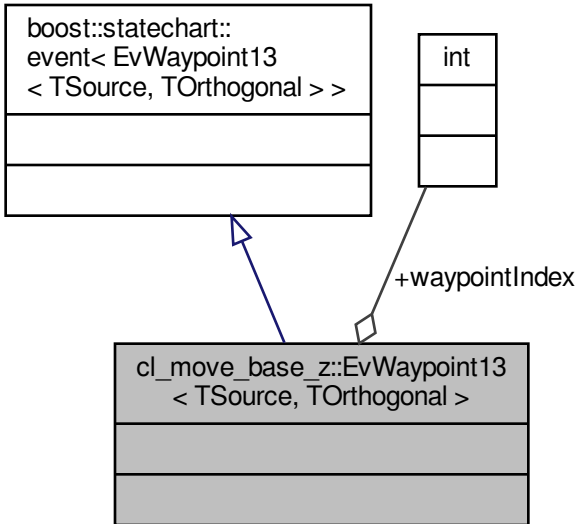 boost::statechart::
event< EvWaypoint13
< TSource, TOrthogonal > >
int
+waypointIndex
cl_move_base_z::EvWaypoint13
< TSource, TOrthogonal >